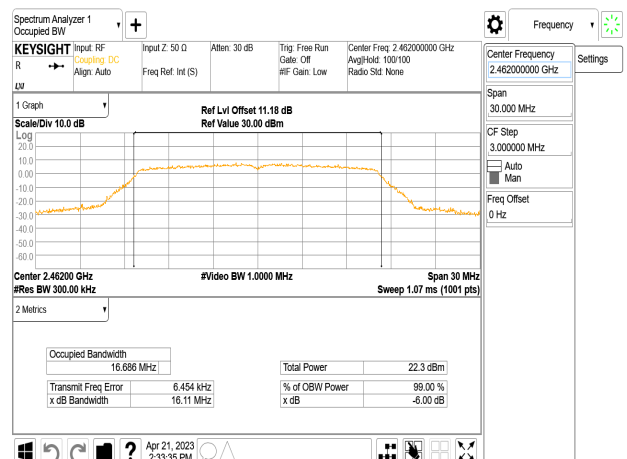 Spectrum Analyzer 1
Occupied BW
Frequency
KEYSIGHT
R
Input: RF
Coupling: DC
Align: Auto
Input Z: 50 Ω
Freq Ref: Int (S)
Atten: 30 dB
Trig: Free Run
Gate: Off
#IF Gain: Low
Center Freq: 2.462000000 GHz
Avg|Hold: 100/100
Radio Std: None
Center Frequency
2.462000000 GHz
Settings
Span
30.000 MHz
CF Step
3.000000 MHz
Auto
Man
Freq Offset
0 Hz
1 Graph
Scale/Div 10.0 dB
Ref Lvl Offset 11.18 dB
Ref Value 30.00 dBm
Log
20.0
10.0
0.00
-10.0
-20.0
-30.0
-40.0
-50.0
-60.0
Center 2.46200 GHz
#Video BW 1.0000 MHz
Span 30 MHz
#Res BW 300.00 kHz
Sweep 1.07 ms (1001 pts)
2 Metrics
Occupied Bandwidth
16.686 MHz
Total Power 22.3 dBm
Transmit Freq Error 6.454 kHz
% of OBW Power 99.00 %
x dB Bandwidth 16.11 MHz
x dB -6.00 dB
?
Apr 21, 2023
2:33:35 PM